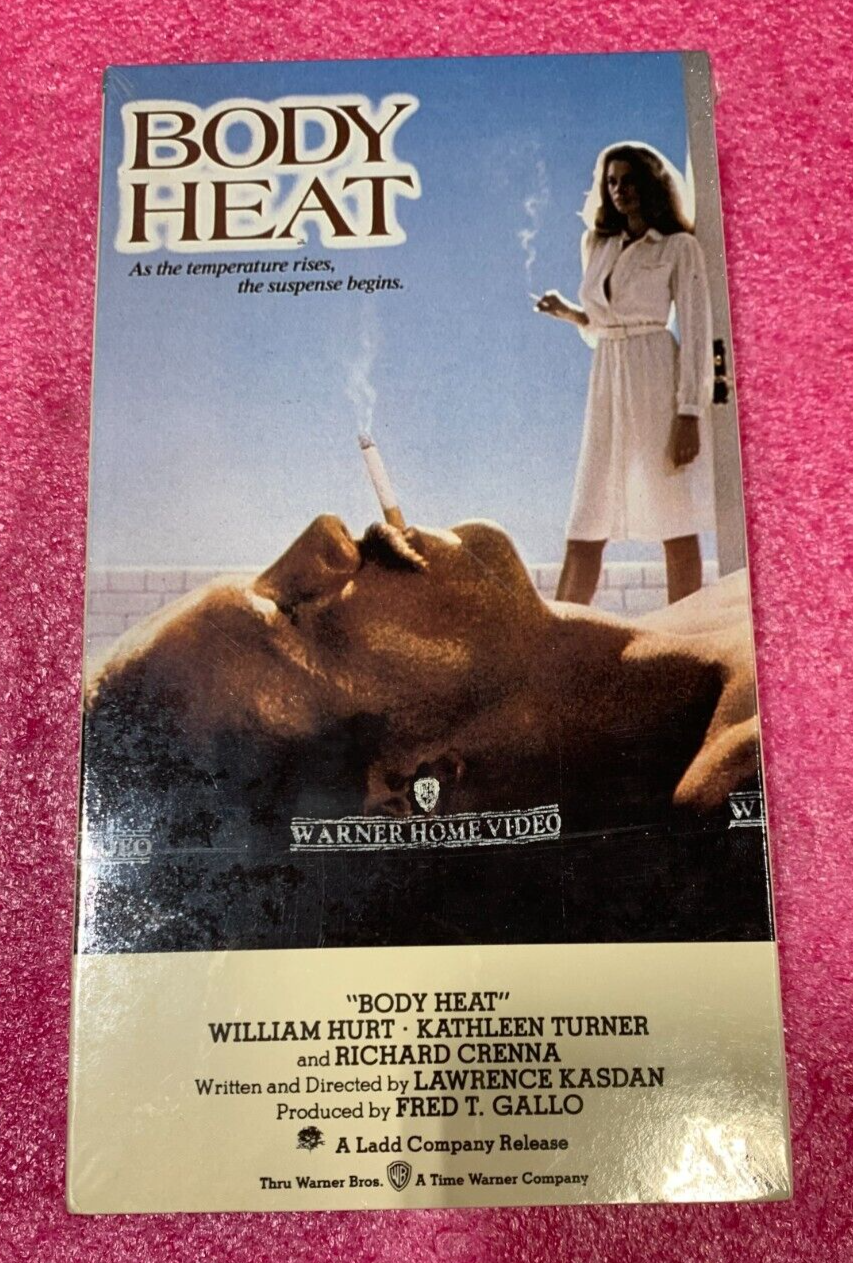 BODY
HEAT
As the temperature rises,
the suspense begins.
WARNER HOME VIDEO
"BODY HEAT"
WILLIAM HURT · KATHLEEN TURNER
and RICHARD CRENNA
Written and Directed by LAWRENCE KASDAN
Produced by FRED T. GALLO
A Ladd Company Release
Thru Warner Bros. WB A Time Warner Company